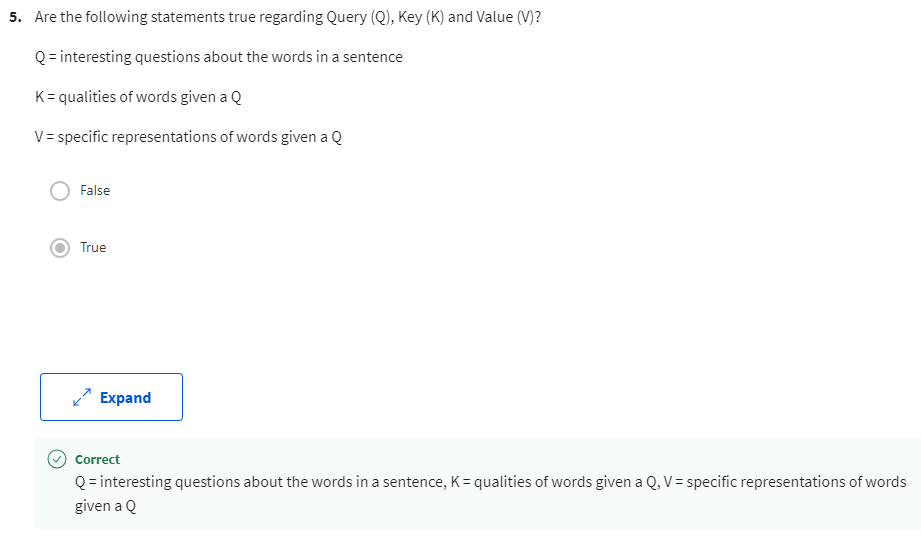 5. Are the following statements true regarding Query (Q), Key (K) and Value (V)?
Q = interesting questions about the words in a sentence
K = qualities of words given a Q
V = specific representations of words given a Q
False
True
Expand
Correct
Q = interesting questions about the words in a sentence, K = qualities of words given a Q, V = specific representations of words
given a Q